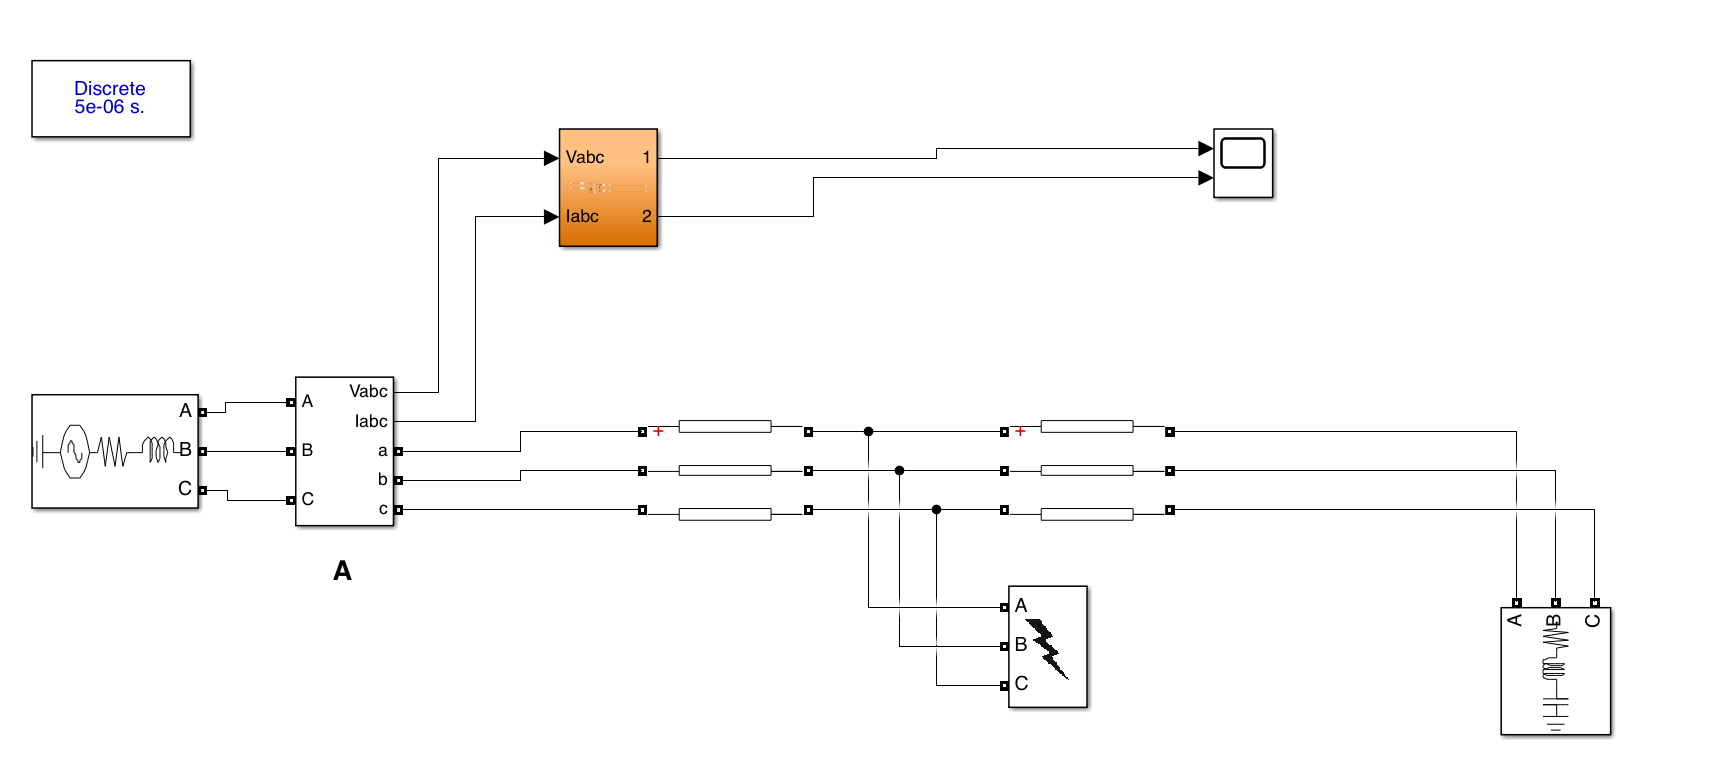 Discrete
5e-06 s.
Vabc 1
Iabc 2
A
B
C
A
B
C
Vabc
Iabc
a
b
c
A
+
+
A
B
C
A B C